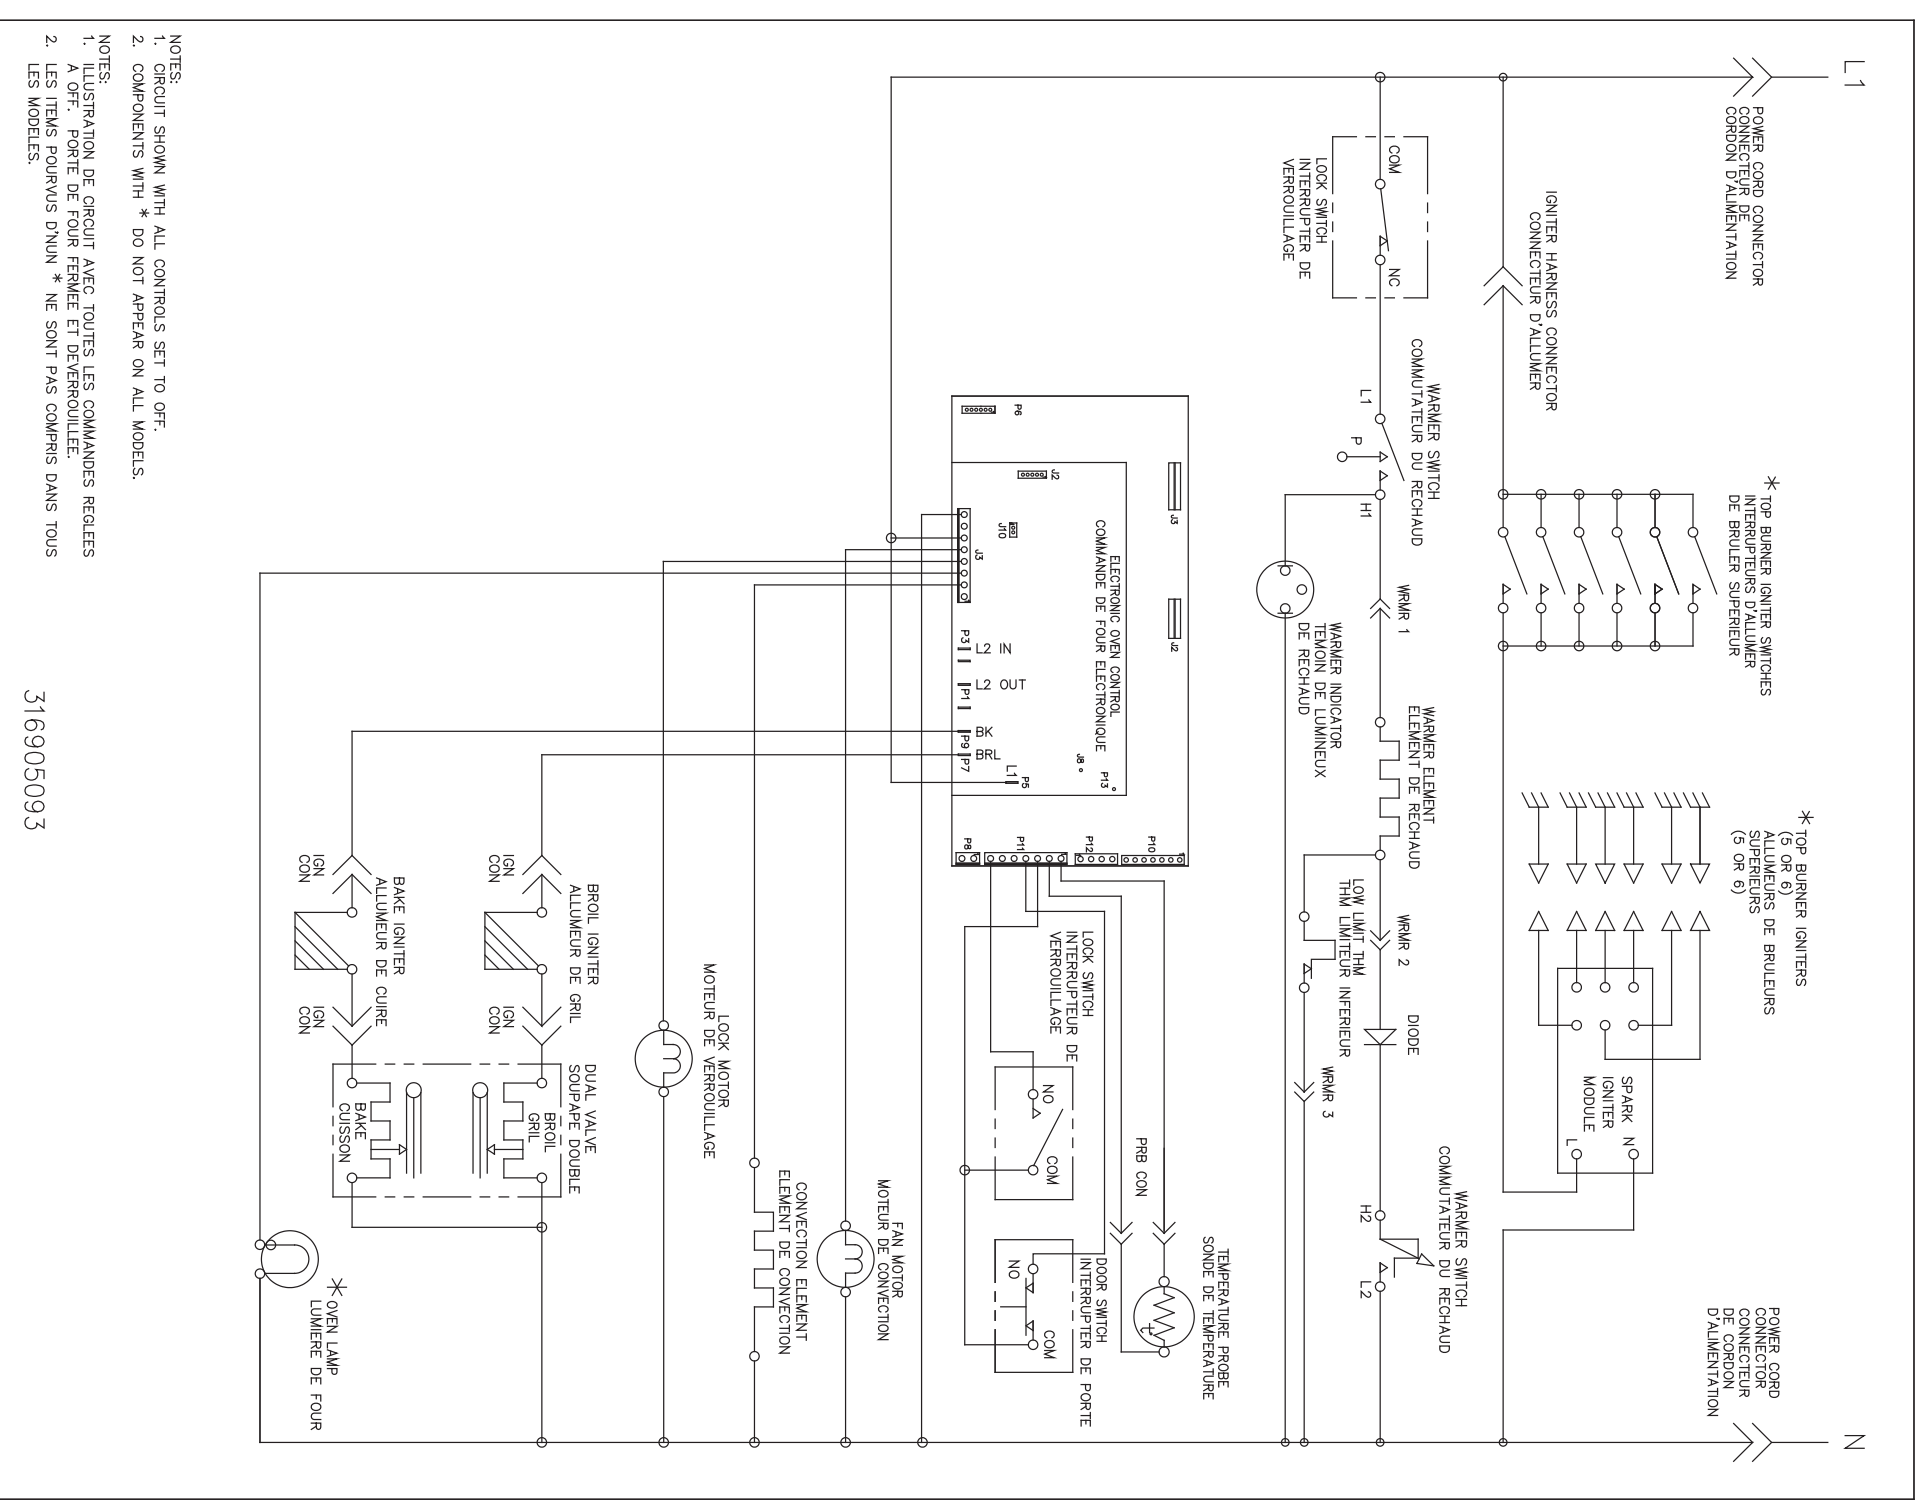 L1
POWER CORD CONNECTOR
CONNECTEUR DE
CORDON D'ALIMENTATION
IGNITER HARNESS CONNECTOR
CONNECTEUR D'ALLUMER
* TOP BURNER IGNITER SWITCHES
INTERRUPTEURS D'ALLUMER
DE BRULER SUPERIEUR
* TOP BURNER IGNITERS
(5 OR 6)
ALLUMEURS DE BRULEURS
SUPERIEURS
(5 OR 6)
SPARK
IGNITER
MODULE
N
L
POWER CORD
CONNECTOR
CONNECTEUR
DE CORDON
D'ALIMENTATION
N
COM
NC
LOCK SWITCH
INTERRUPTER DE
VERROUILLAGE
WARMER SWITCH
COMMUTATEUR DU RECHAUD
L1
P
H1
WRMR 1
WARMER INDICATOR
TEMOIN DE LUMINEUX
DE RECHAUD
WARMER ELEMENT
ELEMENT DE RECHAUD
WRMR 2
LOW LIMIT THM
THM LIMITEUR INFERIEUR
DIODE
WRMR 3
WARMER SWITCH
COMMUTATEUR DU RECHAUD
H2
L2
P6
J2
J3
J10
J3
J2
ELECTRONIC OVEN CONTROL
COMMANDE DE FOUR ELECTRONIQUE
P3
L2 IN
L2 OUT
P1
BK
P9
BRL
P7
L1
P5
J8
P13
P8
P11
P12
P10
LOCK SWITCH
INTERRUPTEUR DE
VERROUILLAGE
NO
COM
PRB CON
TEMPERATURE PROBE
SONDE DE TEMPERATURE
t
DOOR SWITCH
INTERRUPTER DE PORTE
NO
COM
FAN MOTOR
MOTEUR DE CONVECTION
CONVECTION ELEMENT
ELEMENT DE CONVECTION
LOCK MOTOR
MOTEUR DE VERROUILLAGE
IGN
CON
BROIL IGNITER
ALLUMEUR DE GRIL
IGN
CON
IGN
CON
BAKE IGNITER
ALLUMEUR DE CUIRE
IGN
CON
DUAL VALVE
SOUPAPE DOUBLE
BROIL
GRIL
BAKE
CUISSON
* OVEN LAMP
LUMIERE DE FOUR
NOTES:
1. CIRCUIT SHOWN WITH ALL CONTROLS SET TO OFF.
2. COMPONENTS WITH * DO NOT APPEAR ON ALL MODELS.
NOTES:
1. ILLUSTRATION DE CIRCUIT AVEC TOUTES LES COMMANDES REGLEES
A OFF. PORTE DE FOUR FERMEE ET DEVERROUILLEE.
2. LES ITEMS POURVUS D'NUN * NE SONT PAS COMPRIS DANS TOUS
LES MODELES.
316905093